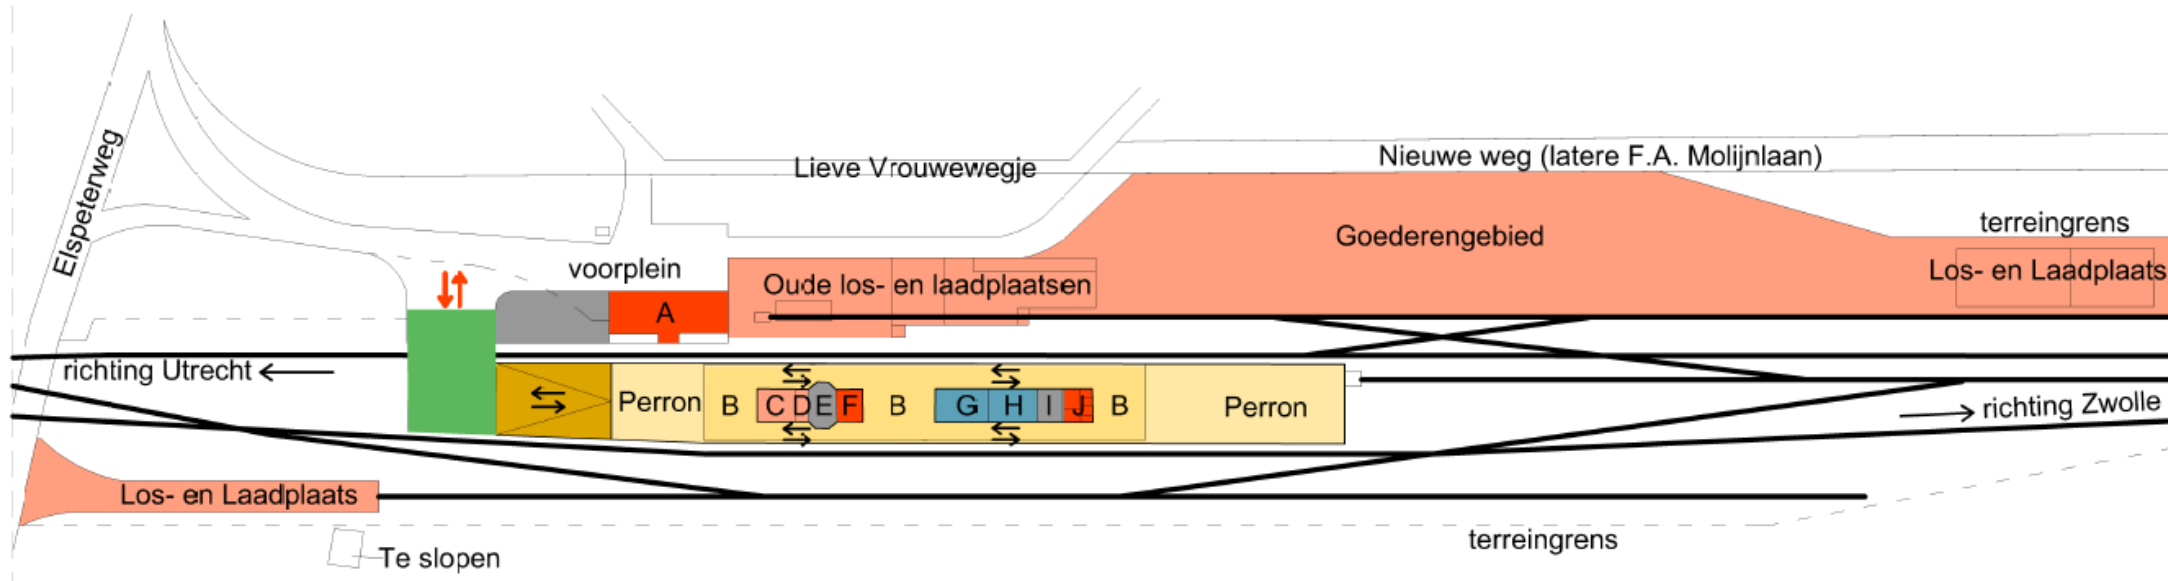 Elspeterweg
Lieve Vrouwewegje
Nieuwe weg (latere F.A. Molijnlaan)
Goederengebied
terreingrens
voorplein
A
Oude los- en laadplaatsen
Los- en Laadplaats
richting Utrecht
Perron
B
C
D
E
F
B
G
H
I
J
B
Perron
richting Zwolle
Los- en Laadplaats
terreingrens
Te slopen